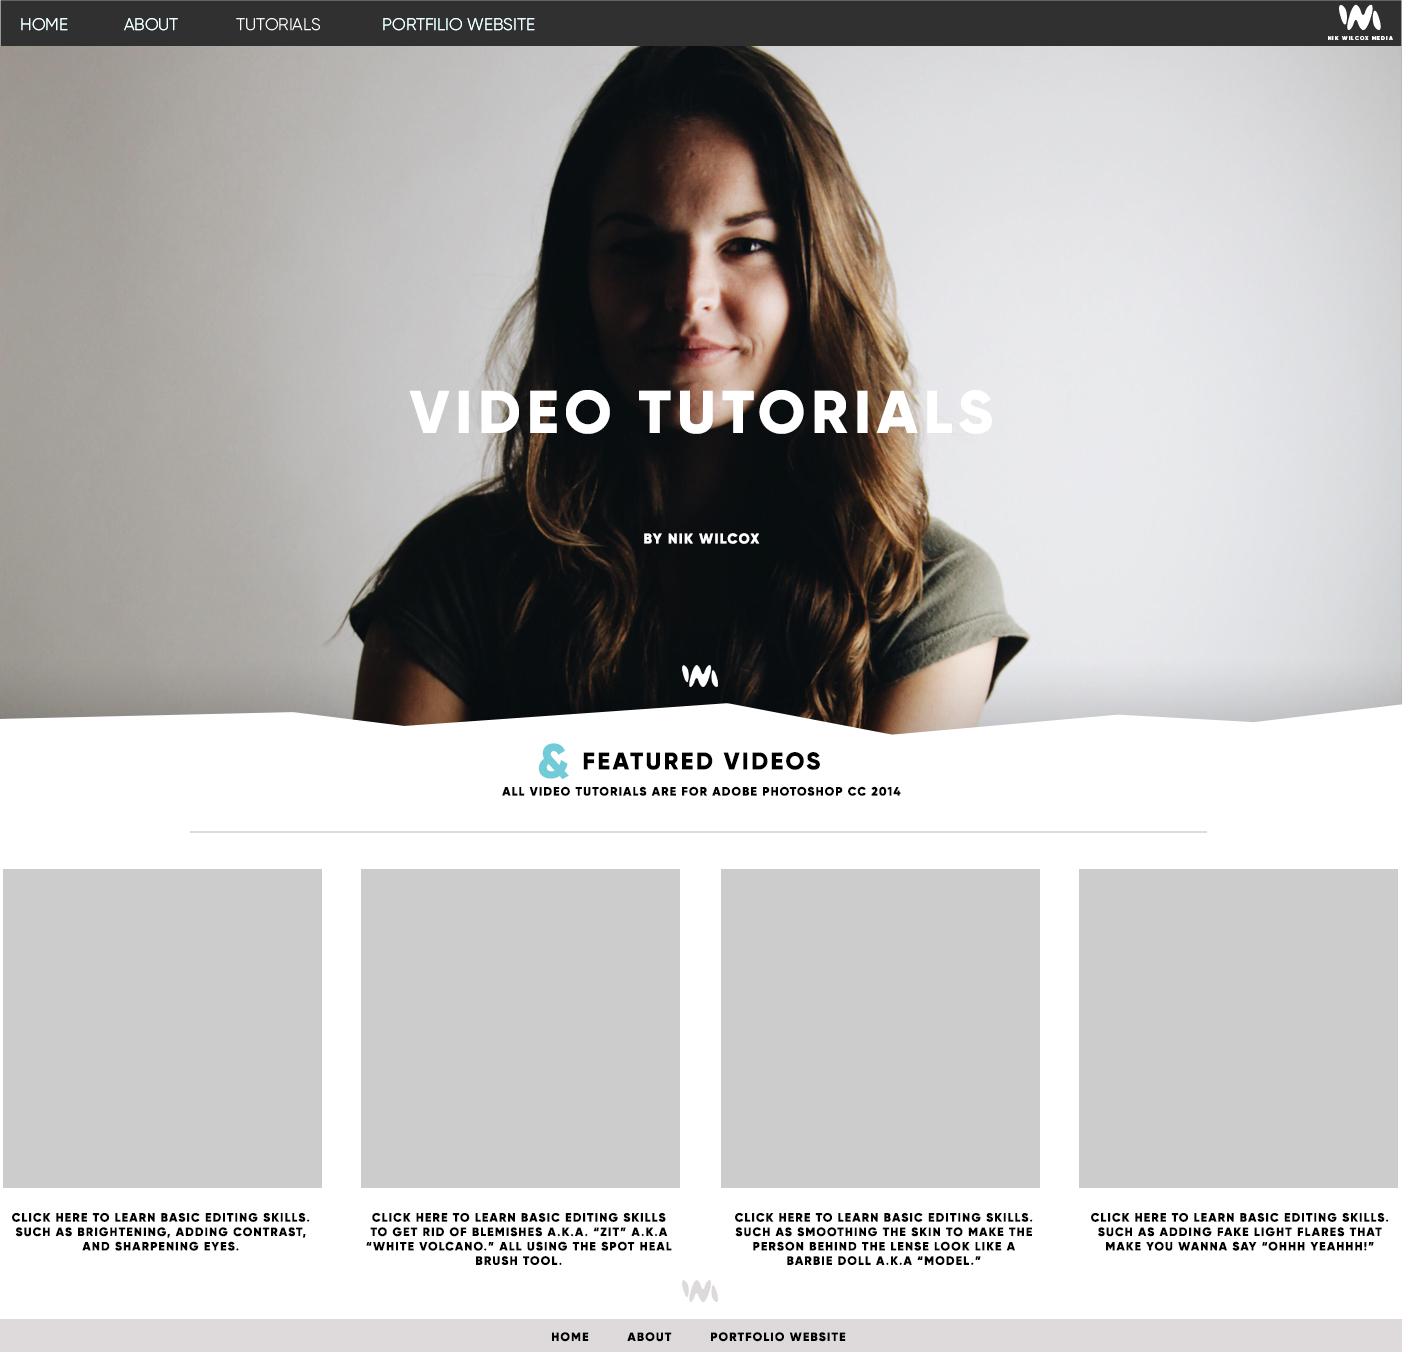 HOME ABOUT TUTORIALS PORTFILIO WEBSITE
NIK WILCOX MEDIA
VIDEO TUTORIALS
BY NIK WILCOX
& FEATURED VIDEOS
ALL VIDEO TUTORIALS ARE FOR ADOBE PHOTOSHOP CC 2014
CLICK HERE TO LEARN BASIC EDITING SKILLS.
SUCH AS BRIGHTENING, ADDING CONTRAST,
AND SHARPENING EYES.
CLICK HERE TO LEARN BASIC EDITING SKILLS
TO GET RID OF BLEMISHES A.K.A. “ZIT” A.K.A
“WHITE VOLCANO.” ALL USING THE SPOT HEAL
BRUSH TOOL.
CLICK HERE TO LEARN BASIC EDITING SKILLS.
SUCH AS SMOOTHING THE SKIN TO MAKE THE
PERSON BEHIND THE LENSE LOOK LIKE A
BARBIE DOLL A.K.A “MODEL.”
CLICK HERE TO LEARN BASIC EDITING SKILLS.
SUCH AS ADDING FAKE LIGHT FLARES THAT
MAKE YOU WANNA SAY “OHHH YEAHHH!”
HOME ABOUT PORTFOLIO WEBSITE